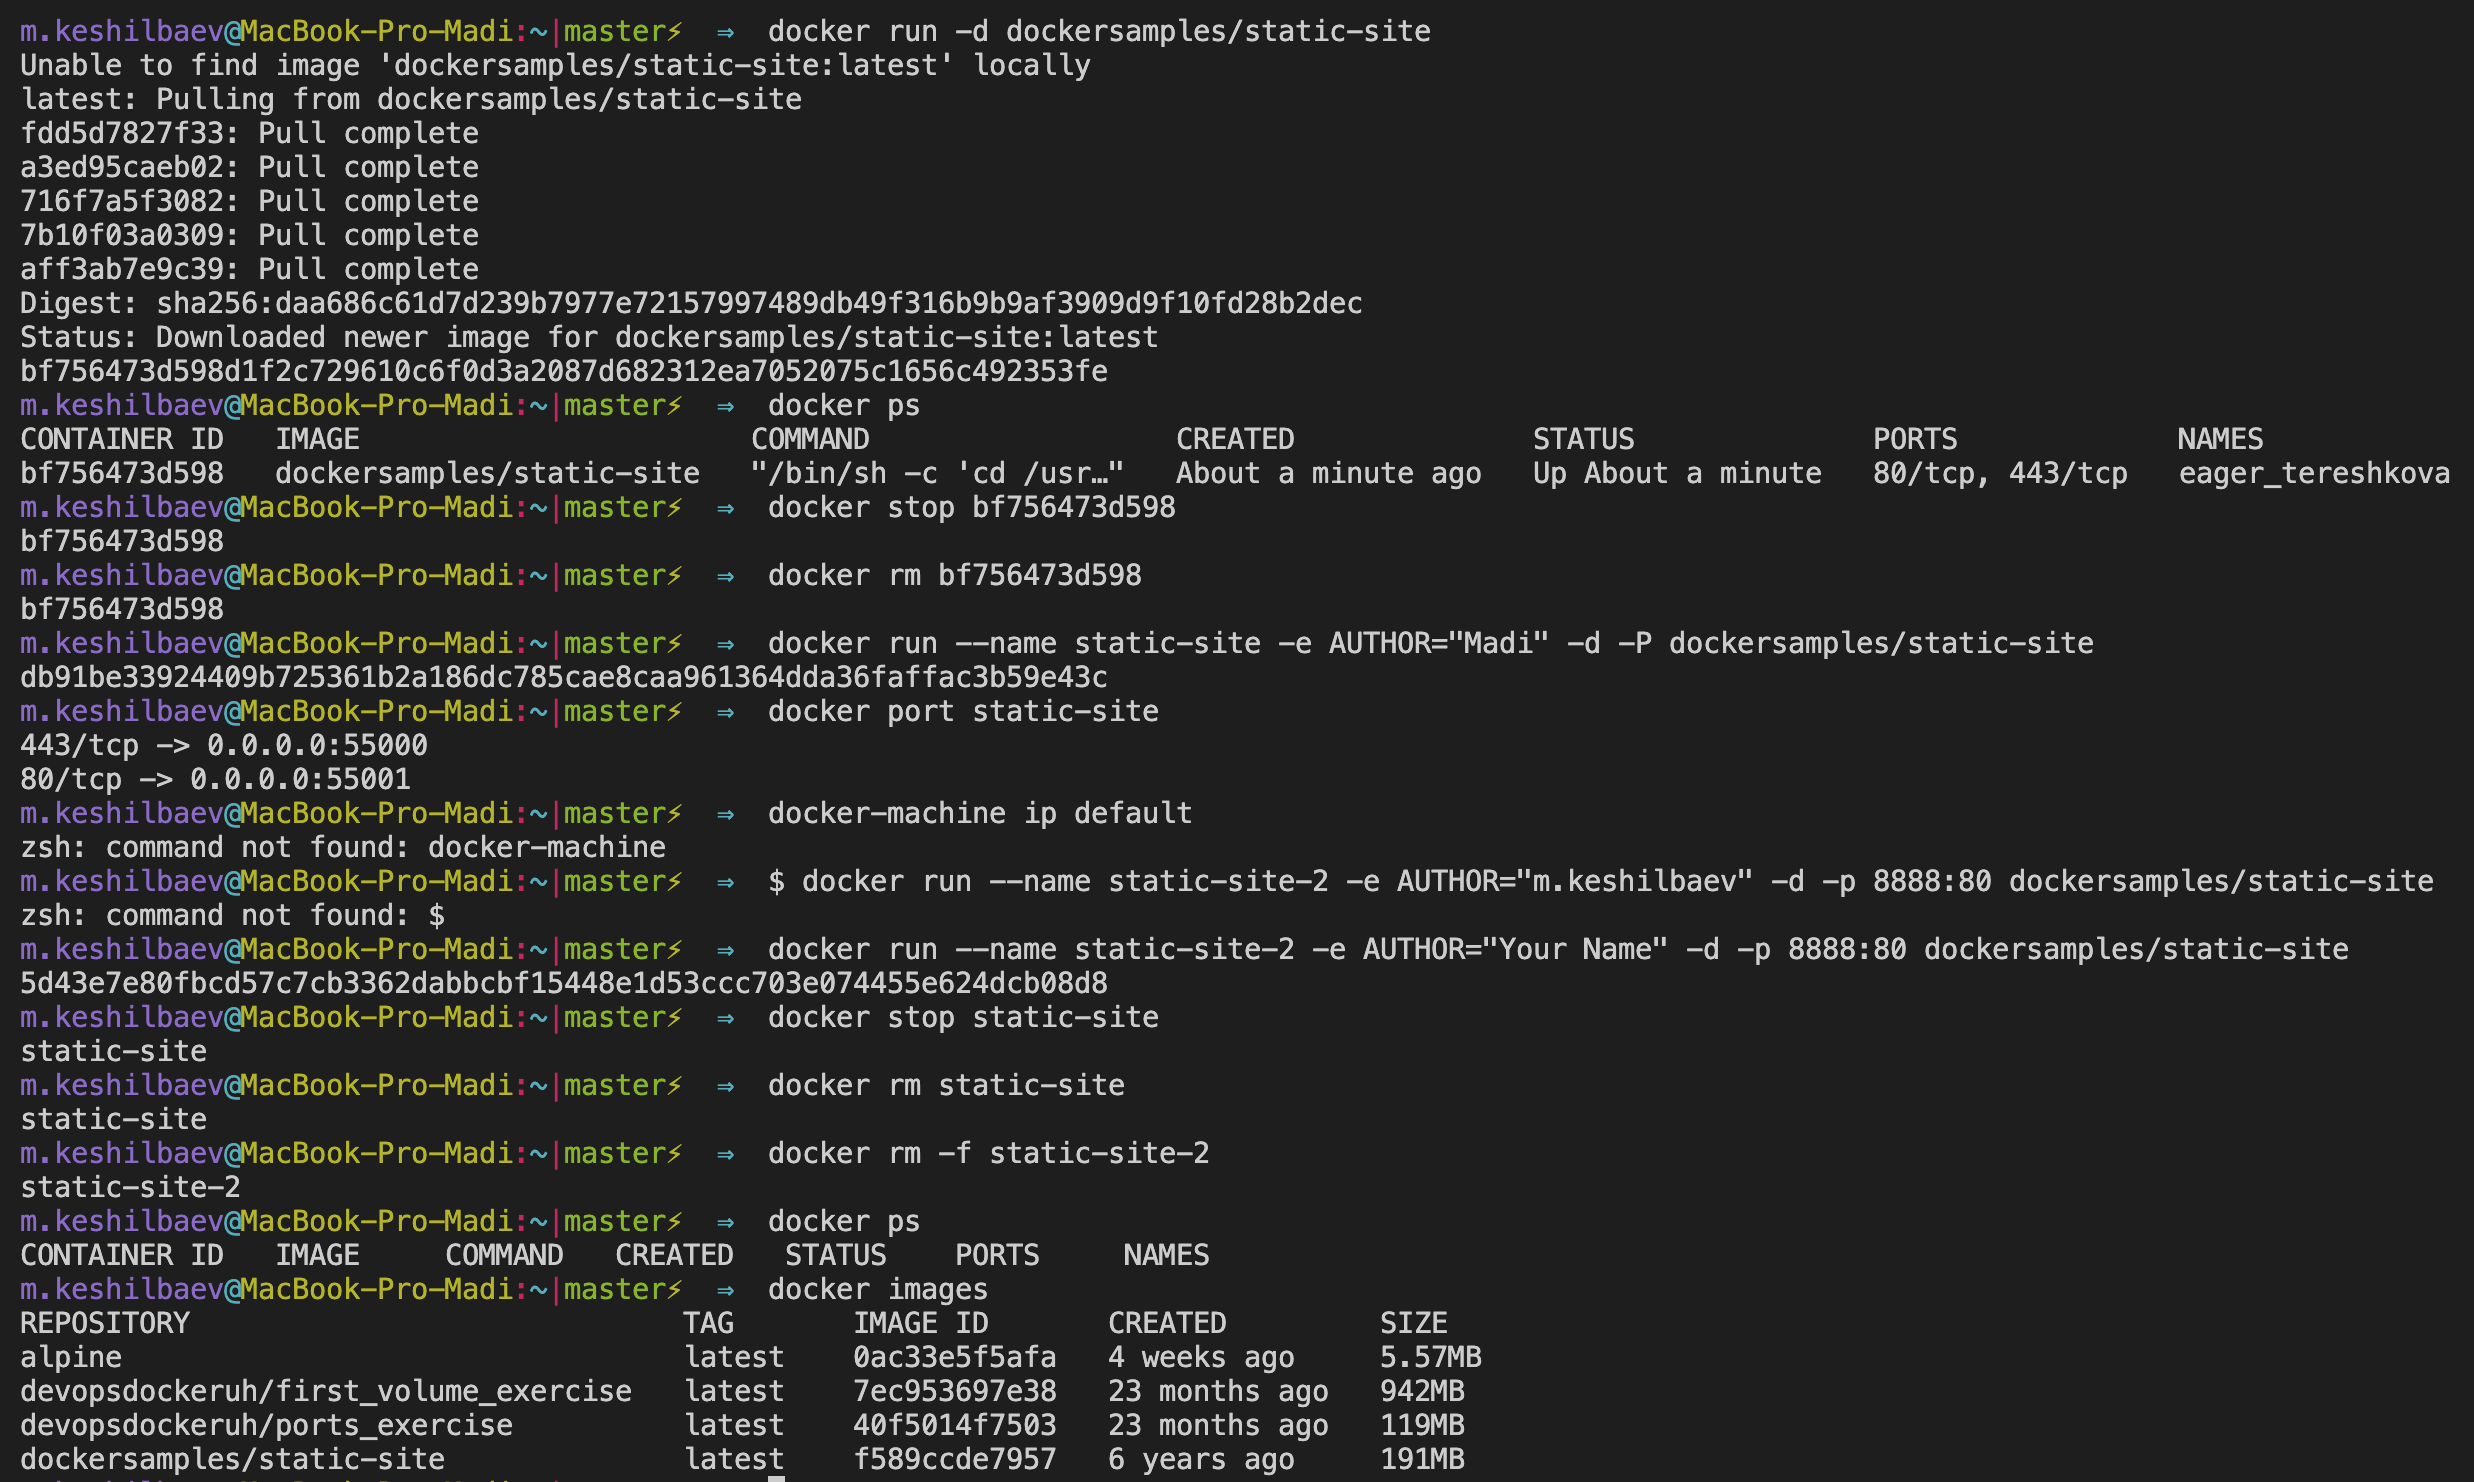 m.keshilbaev@MacBook-Pro-Madi:~|master⚡ ⇒ docker run -d dockersamples/static-site
Unable to find image 'dockersamples/static-site:latest' locally
latest: Pulling from dockersamples/static-site
fdd5d7827f33: Pull complete
a3ed95caeb02: Pull complete
716f7a5f3082: Pull complete
7b10f03a0309: Pull complete
aff3ab7e9c39: Pull complete
Digest: sha256:daa686c61d7d239b7977e72157997489db49f316b9b9af3909d9f10fd28b2dec
Status: Downloaded newer image for dockersamples/static-site:latest
bf756473d598d1f2c729610c6f0d3a2087d682312ea7052075c1656c492353fe
m.keshilbaev@MacBook-Pro-Madi:~|master⚡ ⇒ docker ps
CONTAINER ID IMAGE COMMAND CREATED STATUS PORTS NAMES
bf756473d598 dockersamples/static-site "/bin/sh -c 'cd /usr…" About a minute ago Up About a minute 80/tcp, 443/tcp eager_tereshkova
m.keshilbaev@MacBook-Pro-Madi:~|master⚡ ⇒ docker stop bf756473d598
bf756473d598
m.keshilbaev@MacBook-Pro-Madi:~|master⚡ ⇒ docker rm bf756473d598
bf756473d598
m.keshilbaev@MacBook-Pro-Madi:~|master⚡ ⇒ docker run --name static-site -e AUTHOR="Madi" -d -P dockersamples/static-site
db91be33924409b725361b2a186dc785cae8caa961364dda36faffac3b59e43c
m.keshilbaev@MacBook-Pro-Madi:~|master⚡ ⇒ docker port static-site
443/tcp -> 0.0.0.0:55000
80/tcp -> 0.0.0.0:55001
m.keshilbaev@MacBook-Pro-Madi:~|master⚡ ⇒ docker-machine ip default
zsh: command not found: docker-machine
m.keshilbaev@MacBook-Pro-Madi:~|master⚡ ⇒ $ docker run --name static-site-2 -e AUTHOR="m.keshilbaev" -d -p 8888:80 dockersamples/static-site
zsh: command not found: $
m.keshilbaev@MacBook-Pro-Madi:~|master⚡ ⇒ docker run --name static-site-2 -e AUTHOR="Your Name" -d -p 8888:80 dockersamples/static-site
5d43e7e80fbcd57c7cb3362dabbcbf15448e1d53ccc703e074455e624dcb08d8
m.keshilbaev@MacBook-Pro-Madi:~|master⚡ ⇒ docker stop static-site
static-site
m.keshilbaev@MacBook-Pro-Madi:~|master⚡ ⇒ docker rm static-site
static-site
m.keshilbaev@MacBook-Pro-Madi:~|master⚡ ⇒ docker rm -f static-site-2
static-site-2
m.keshilbaev@MacBook-Pro-Madi:~|master⚡ ⇒ docker ps
CONTAINER ID IMAGE COMMAND CREATED STATUS PORTS NAMES
m.keshilbaev@MacBook-Pro-Madi:~|master⚡ ⇒ docker images
REPOSITORY TAG IMAGE ID CREATED SIZE
alpine latest 0ac33e5f5afa 4 weeks ago 5.57MB
devopsdockeruh/first_volume_exercise latest 7ec953697e38 23 months ago 942MB
devopsdockeruh/ports_exercise latest 40f5014f7503 23 months ago 119MB
dockersamples/static-site latest f589ccde7957 6 years ago 191MB